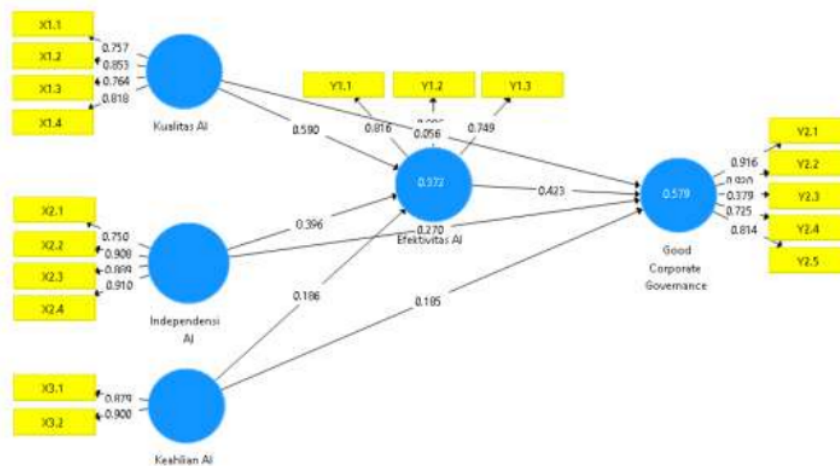 X1.1
X1.2
X1.3
X1.4
0.757
0.853
0.764
0.818
Kualitas AI
Y1.1
Y1.2
Y1.3
0.816
0.749
0.056
0.590
0.372
Efektivitas AI
0.423
0.396
0.270
0.186
0.185
X2.1
X2.2
X2.3
X2.4
0.750
0.908
0.889
0.910
Independensi
AI
X3.1
X3.2
0.879
0.900
Keahlian AI
0.579
Good
Corporate
Governance
0.916
0.379
0.725
0.814
Y2.1
Y2.2
Y2.3
Y2.4
Y2.5